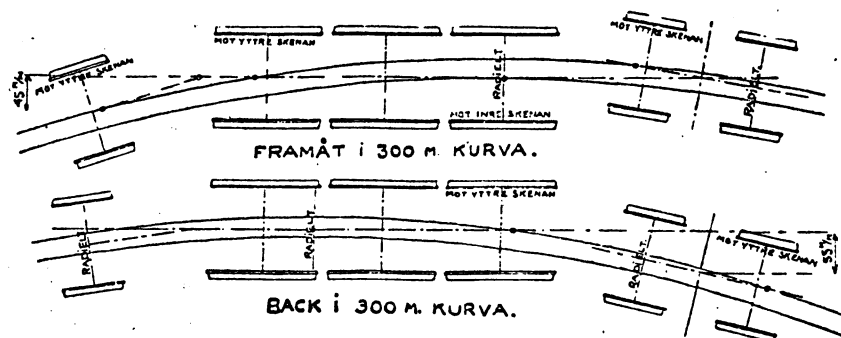 MOT YTTRE SKENAN
MOT YTTRE SKENAN
MOT YTTRE SKENAN
45 m/m
RADIELT
RADIELT.
MOT INRE SKENAN
FRAMÅT i 300 M. KURVA.
MOT YTTRE SKENAN
RADIELT.
RADIELT.
RADIELT.
MOT YTTRE SKENAN
55 m/m
BACK i 300 M. KURVA.